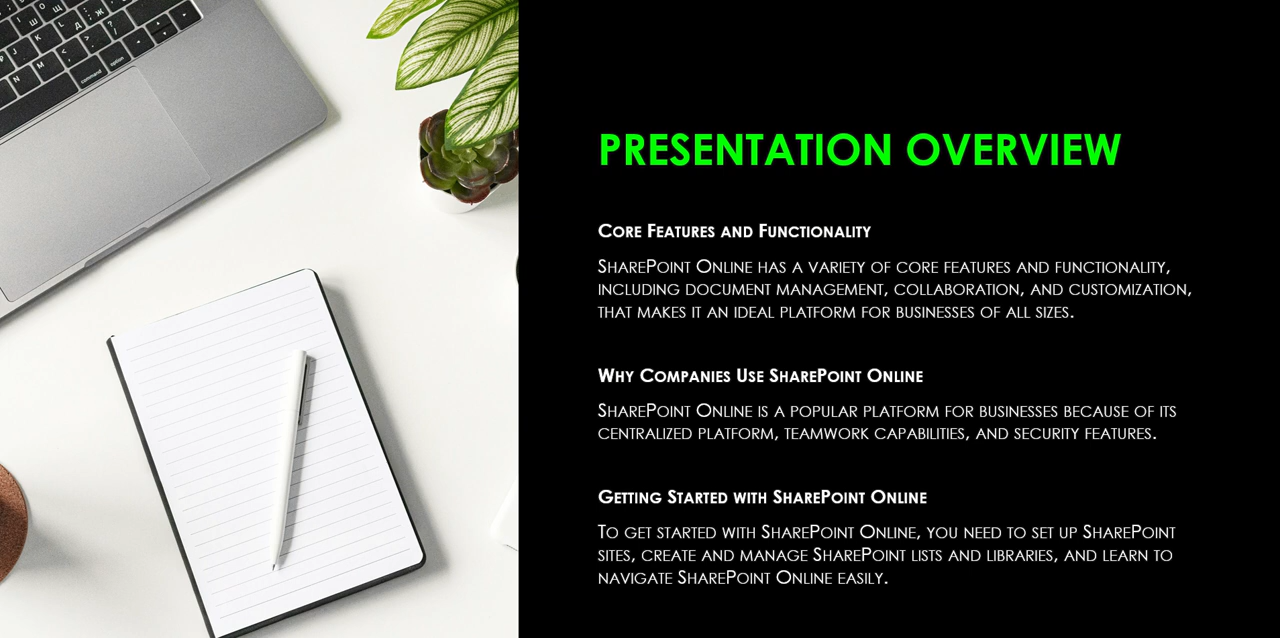 PRESENTATION OVERVIEW
Core Features and Functionality
SharePoint Online has a variety of core features and functionality,
including document management, collaboration, and customization,
that makes it an ideal platform for businesses of all sizes.
Why Companies Use SharePoint Online
SharePoint Online is a popular platform for businesses because of its
centralized platform, teamwork capabilities, and security features.
Getting Started with SharePoint Online
To get started with SharePoint Online, you need to set up SharePoint
sites, create and manage SharePoint lists and libraries, and learn to
navigate SharePoint Online easily.
command
option